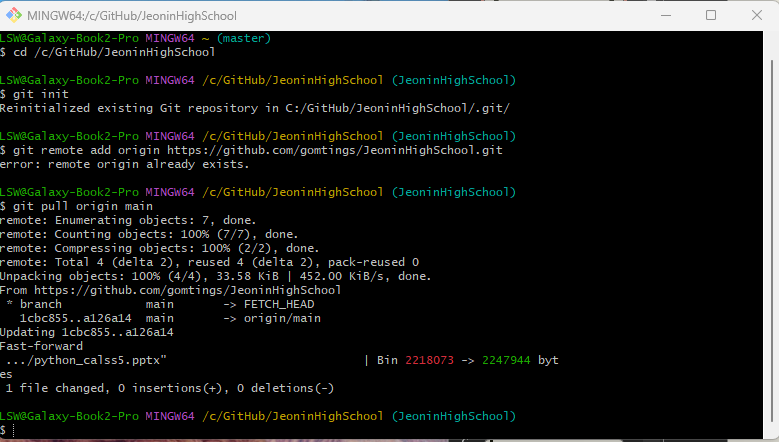 MINGW64:/c/GitHub/JeoninHighSchool
LSW@Galaxy-Book2-Pro MINGW64 ~ (master)
$ cd /c/GitHub/JeoninHighSchool
LSW@Galaxy-Book2-Pro MINGW64 /c/GitHub/JeoninHighSchool (JeoninHighSchool)
$ git init
Reinitialized existing Git repository in C:/GitHub/JeoninHighSchool/.git/
LSW@Galaxy-Book2-Pro MINGW64 /c/GitHub/JeoninHighSchool (JeoninHighSchool)
$ git remote add origin https://github.com/gomtings/JeoninHighSchool.git
error: remote origin already exists.
LSW@Galaxy-Book2-Pro MINGW64 /c/GitHub/JeoninHighSchool (JeoninHighSchool)
$ git pull origin main
remote: Enumerating objects: 7, done.
remote: Counting objects: 100% (7/7), done.
remote: Compressing objects: 100% (2/2), done.
remote: Total 4 (delta 2), reused 4 (delta 2), pack-reused 0
Unpacking objects: 100% (4/4), 33.58 KiB | 452.00 KiB/s, done.
From https://github.com/gomtings/JeoninHighSchool
 * branch            main       -> FETCH_HEAD
   1cbc855..a126a14  main       -> origin/main
Updating 1cbc855..a126a14
Fast-forward
 .../python_calss5.pptx"                            | Bin 2218073 -> 2247944 byt
es
 1 file changed, 0 insertions(+), 0 deletions(-)
LSW@Galaxy-Book2-Pro MINGW64 /c/GitHub/JeoninHighSchool (JeoninHighSchool)
$